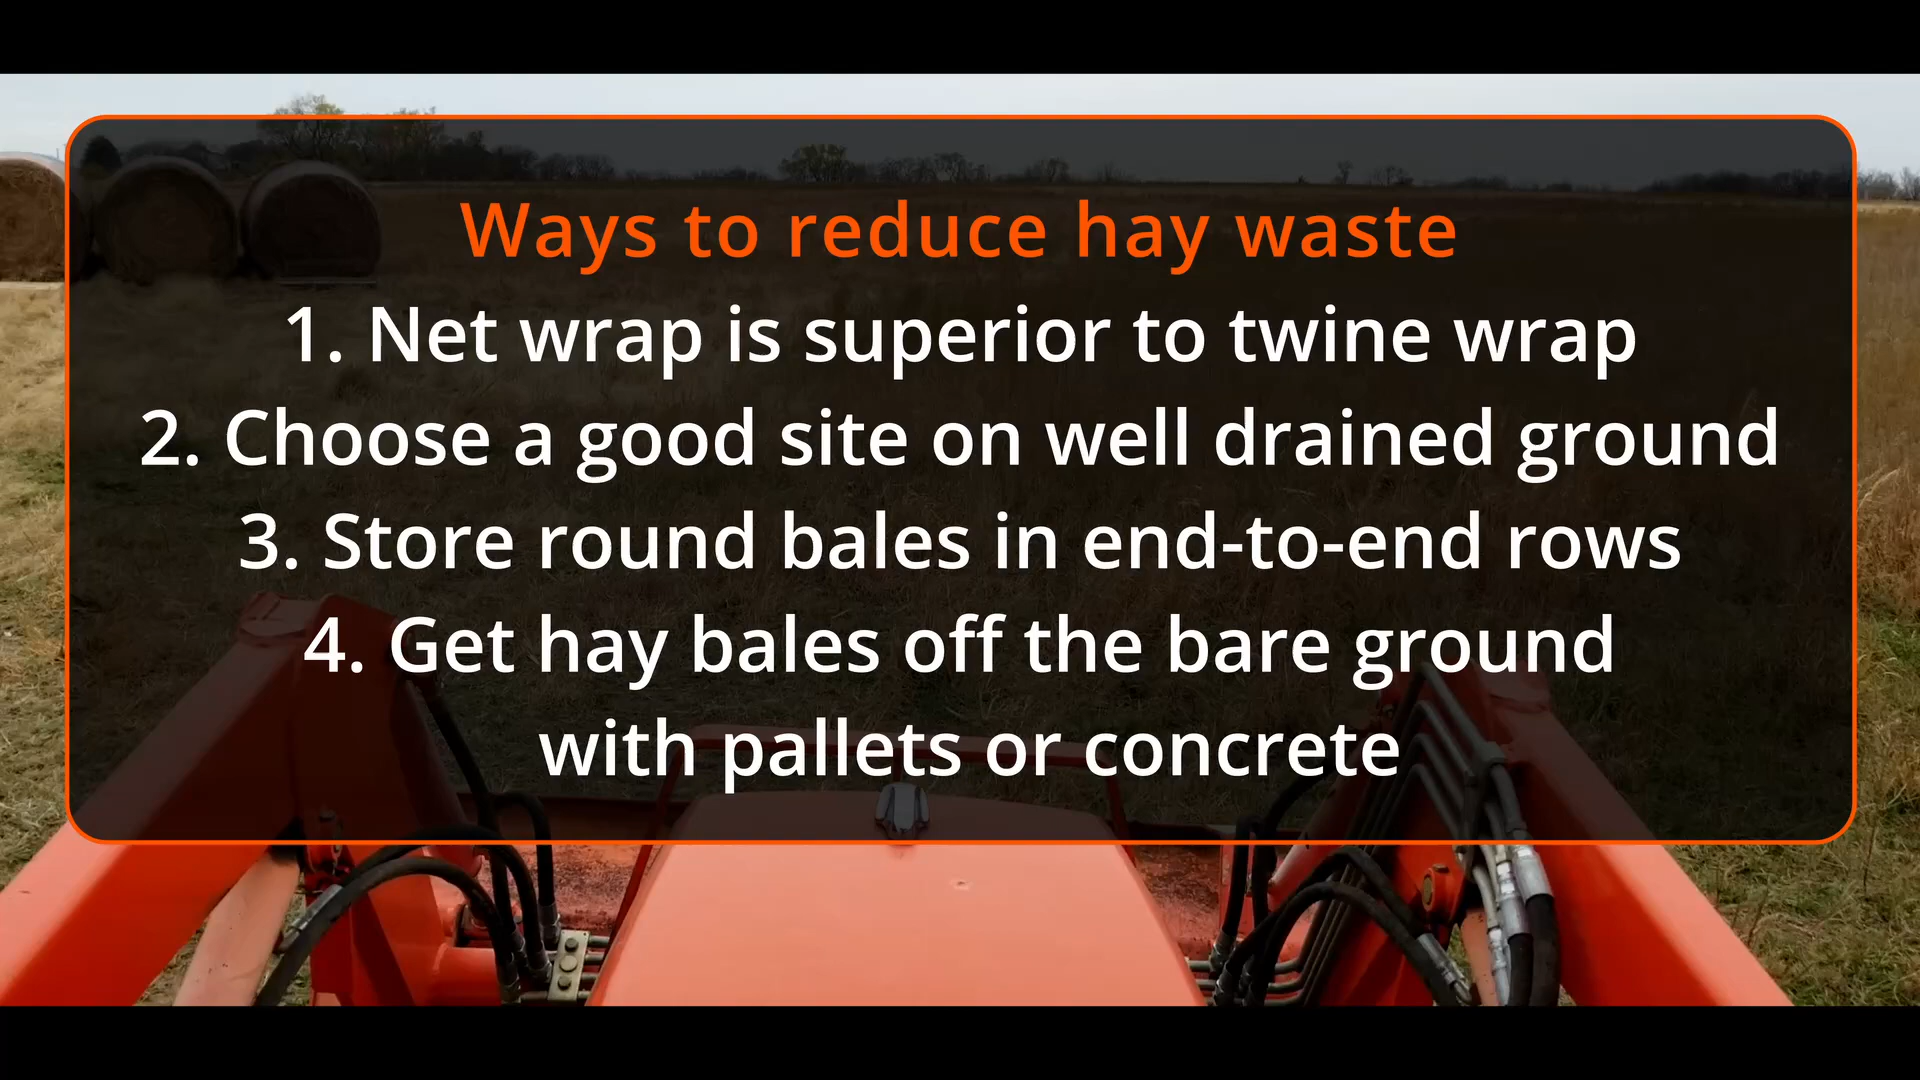 Ways to reduce hay waste
1. Net wrap is superior to twine wrap
2. Choose a good site on well drained ground
3. Store round bales in end-to-end rows
4. Get hay bales off the bare ground
with pallets or concrete